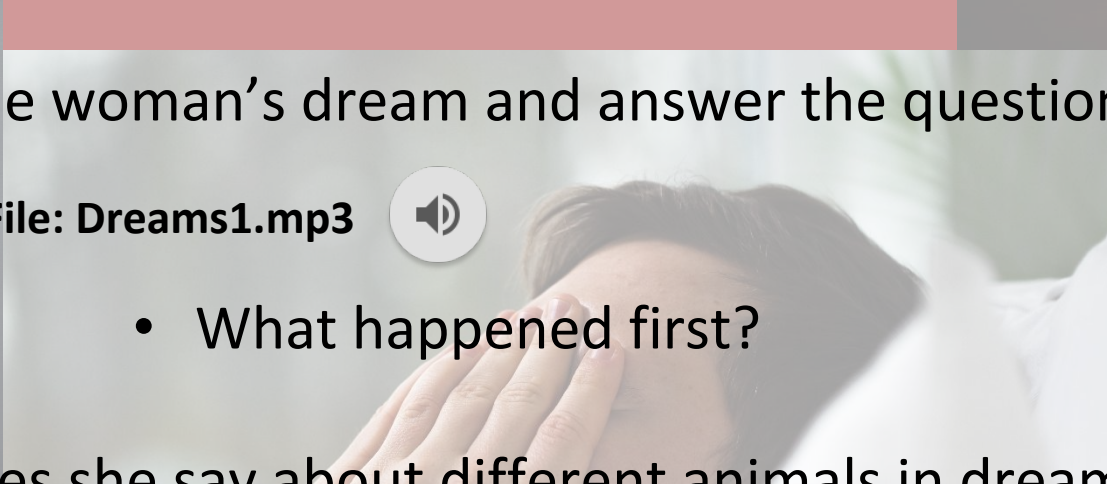 e woman's dream and answer the question
File: Dreams1.mp3
• What happened first?
es she say about different animals in dream